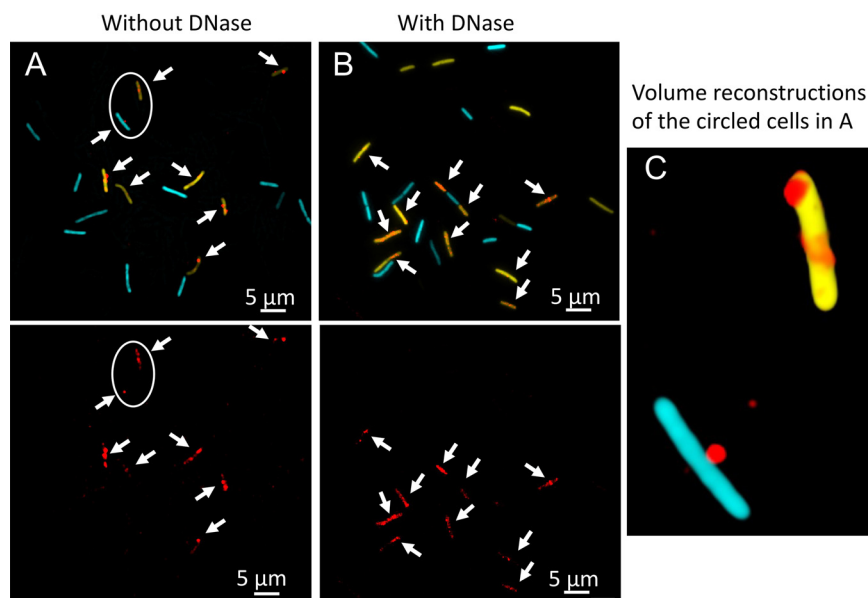 Without DNase
With DNase
A
B
5 µm
5 µm
Volume reconstructions
of the circled cells in A
C
5 µm
5 µm